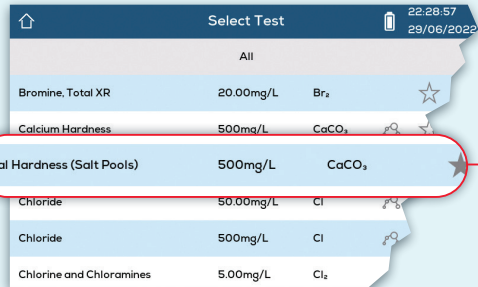 Select Test
22:28:57
29/06/2022
All
Bromine, Total XR 20.00mg/L Br₂
Calcium Hardness 500mg/L CaCO₃
al Hardness (Salt Pools) 500mg/L CaCO₃
Chloride 50.00mg/L Cl
Chloride 500mg/L Cl
Chlorine and Chloramines 5.00mg/L Cl₂